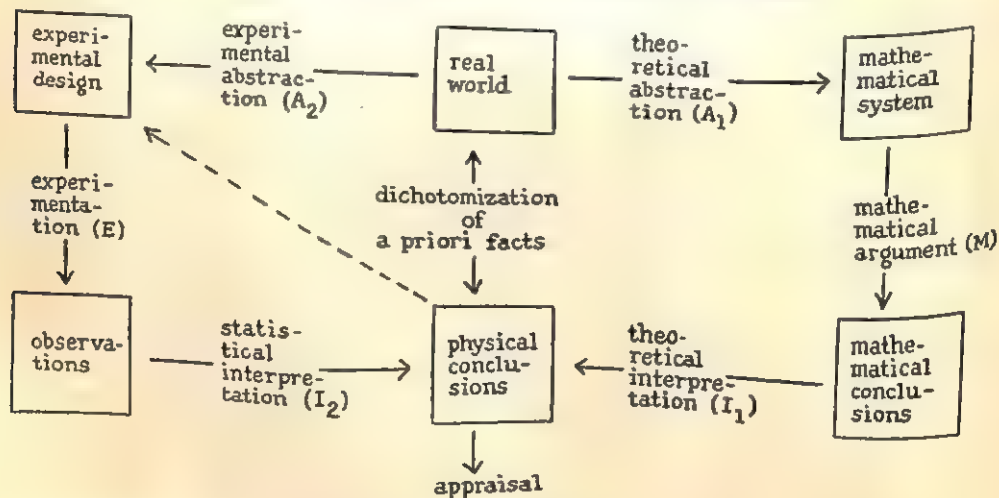 experi-
mental
design
experi-
mental
abstrac-
tion (A₂)
real
world
theo-
retical
abstrac-
tion (A₁)
mathe-
matical
system
experi-
menta-
tion (E)
dichotomization
of
a priori facts
mathe-
matical
argument (M)
observa-
tions
statis-
tical
interpre-
tation (I₂)
physical
conclu-
sions
theo-
retical
interpre-
tation (I₁)
mathe-
matical
conclu-
sions
appraisal